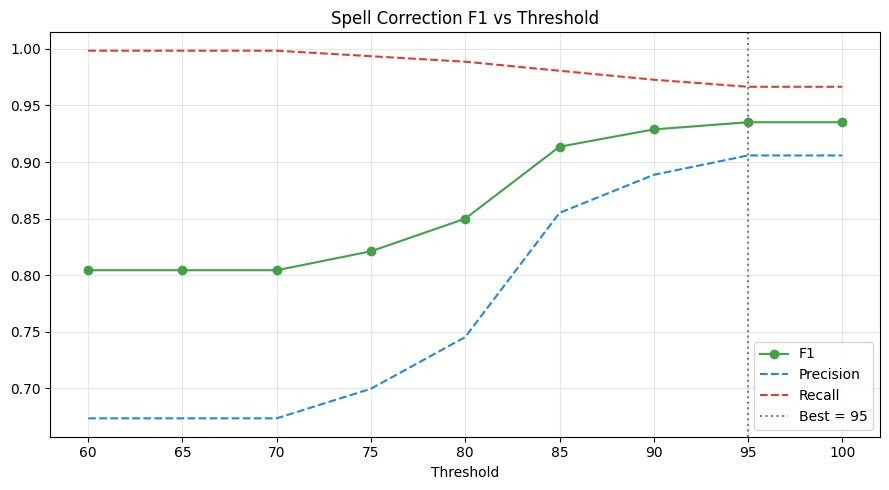 Spell Correction F1 vs Threshold
1.00
0.95
0.90
0.85
0.80
0.75
0.70
F1
Precision
Recall
Best = 95
60 65 70 75 80 85 90 95 100
Threshold